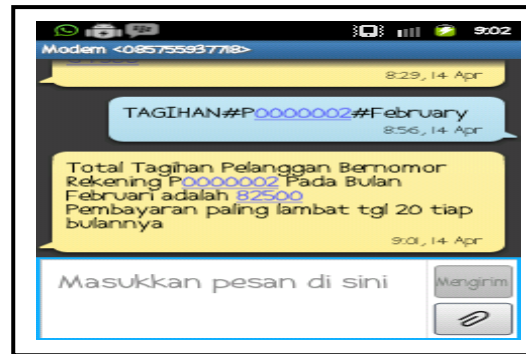 9:02
Modem <085755937718>
8:29, 14 Apr
TAGIHAN#P0000002#February
8:56, 14 Apr
Total Tagihan Pelanggan Bernomor
Rekening P0000002 Pada Bulan
Februari adalah 82500
Pembayaran paling lambat tgl 20 tiap
bulannya
9:01, 14 Apr
Masukkan pesan di sini
Mengirim